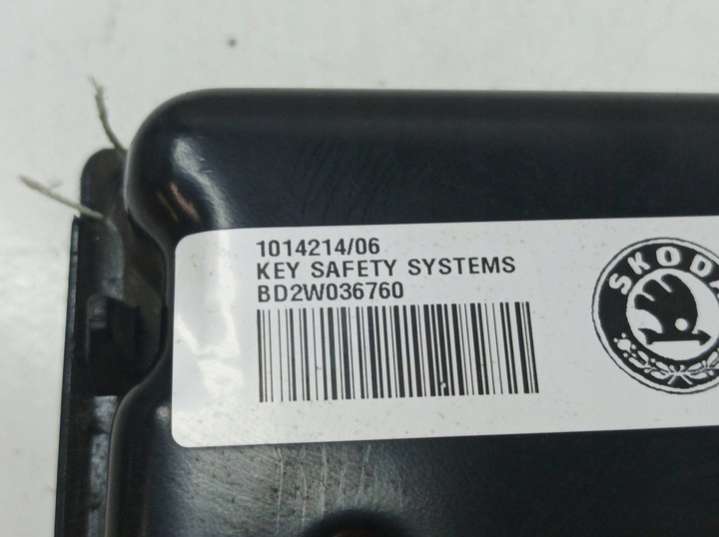 1014214/06
KEY SAFETY SYSTEMS
BD2W036760
SKODA